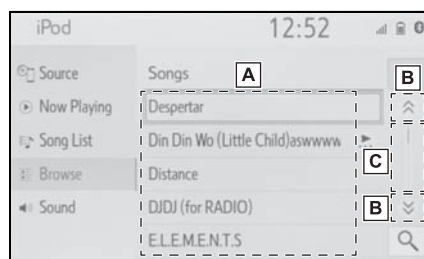 iPod 12:52
Source
Now Playing
Song List
Browse
Sound
Songs
Despertar
Din Din Wo (Little Child)aswwww
Distance
DJDJ (for RADIO)
E.L.E.M.E.N.T.S
A
B
C
B